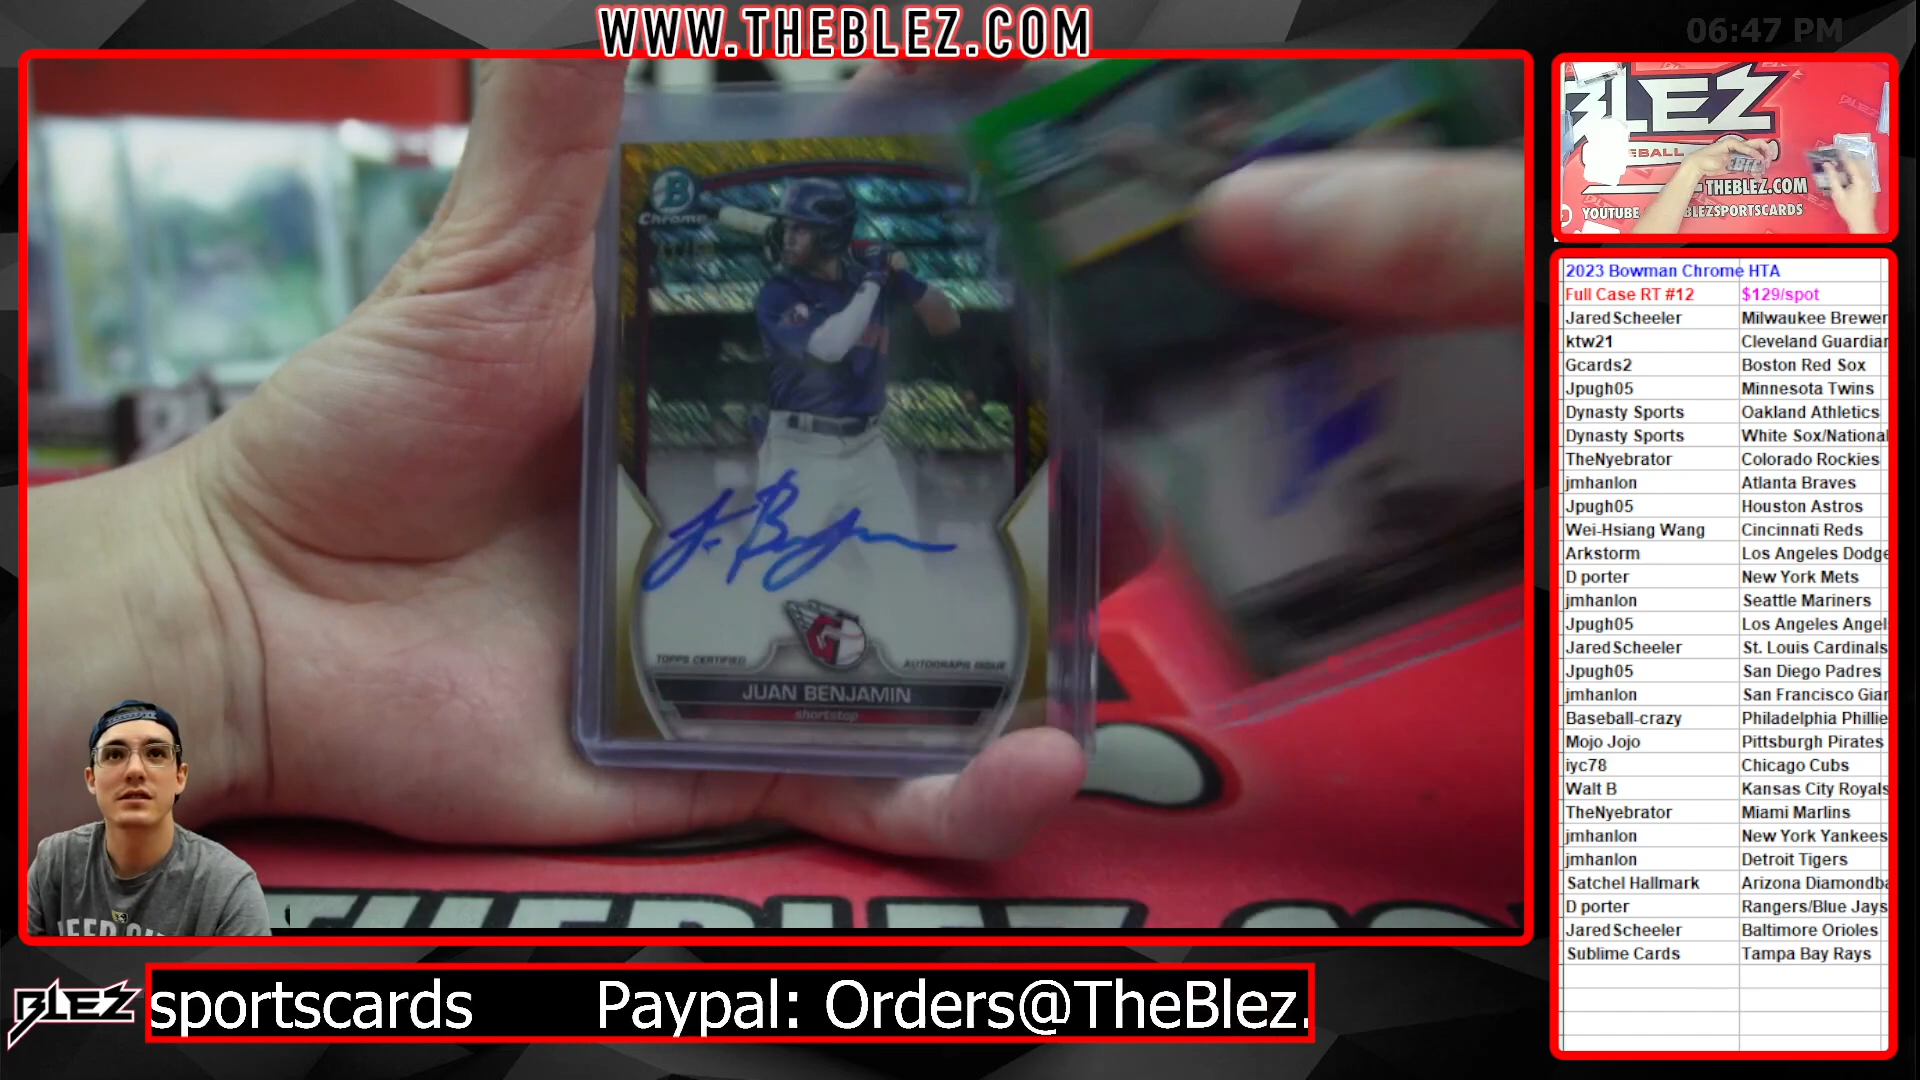 WWW.THEBLEZ.COM
06:47 PM
B
Chrome
TOPPS CERTIFIED
AUTOGRAPH ISSUE
JUAN BENJAMIN
shortstop
BLEZ
THEBLEZ.COM
YOUTUBE
BLEZSPORTSCARDS
2023 Bowman Chrome HTA
Full Case RT #12 $129/spot
JaredScheeler Milwaukee Brewer
ktw21 Cleveland Guardian
Gcards2 Boston Red Sox
Jpugh05 Minnesota Twins
Dynasty Sports Oakland Athletics
Dynasty Sports White Sox/National
TheNyebrator Colorado Rockies
jmhanlon Atlanta Braves
Jpugh05 Houston Astros
Wei-Hsiang Wang Cincinnati Reds
Arkstorm Los Angeles Dodge
D porter New York Mets
jmhanlon Seattle Mariners
Jpugh05 Los Angeles Angel
JaredScheeler St. Louis Cardinals
Jpugh05 San Diego Padres
jmhanlon San Francisco Gian
Baseball-crazy Philadelphia Phillie
Mojo Jojo Pittsburgh Pirates
iyc78 Chicago Cubs
Walt B Kansas City Royals
TheNyebrator Miami Marlins
jmhanlon New York Yankees
jmhanlon Detroit Tigers
Satchel Hallmark Arizona Diamondba
D porter Rangers/Blue Jays
JaredScheeler Baltimore Orioles
Sublime Cards Tampa Bay Rays
BLEZ
sportscards Paypal: Orders@TheBlez.